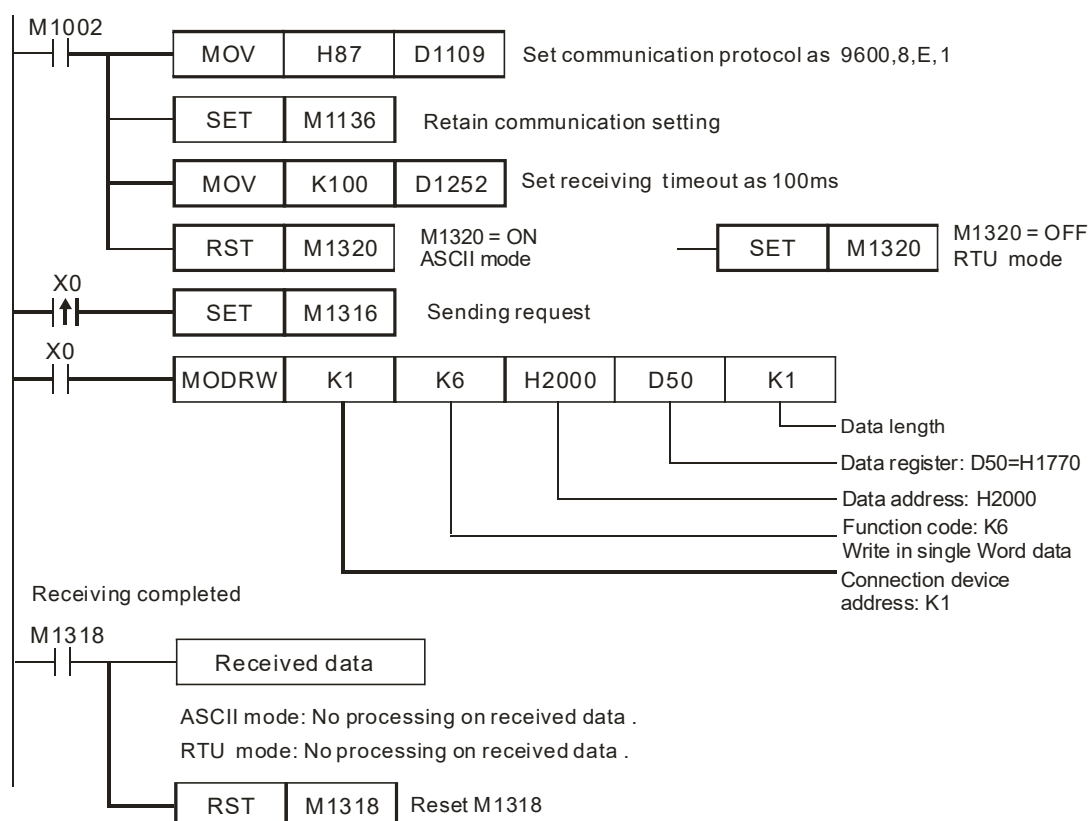 M1002
MOV H87 D1109 Set communication protocol as 9600,8,E,1
SET M1136 Retain communication setting
MOV K100 D1252 Set receiving timeout as 100ms
RST M1320 M1320 = ON
ASCII mode
SET M1320 M1320 = OFF
RTU mode
X0
SET M1316 Sending request
X0
MODRW K1 K6 H2000 D50 K1
Data length
Data register: D50=H1770
Data address: H2000
Function code: K6
Write in single Word data
Connection device
address: K1
Receiving completed
M1318
Received data
ASCII mode: No processing on received data .
RTU mode: No processing on received data .
RST M1318 Reset M1318